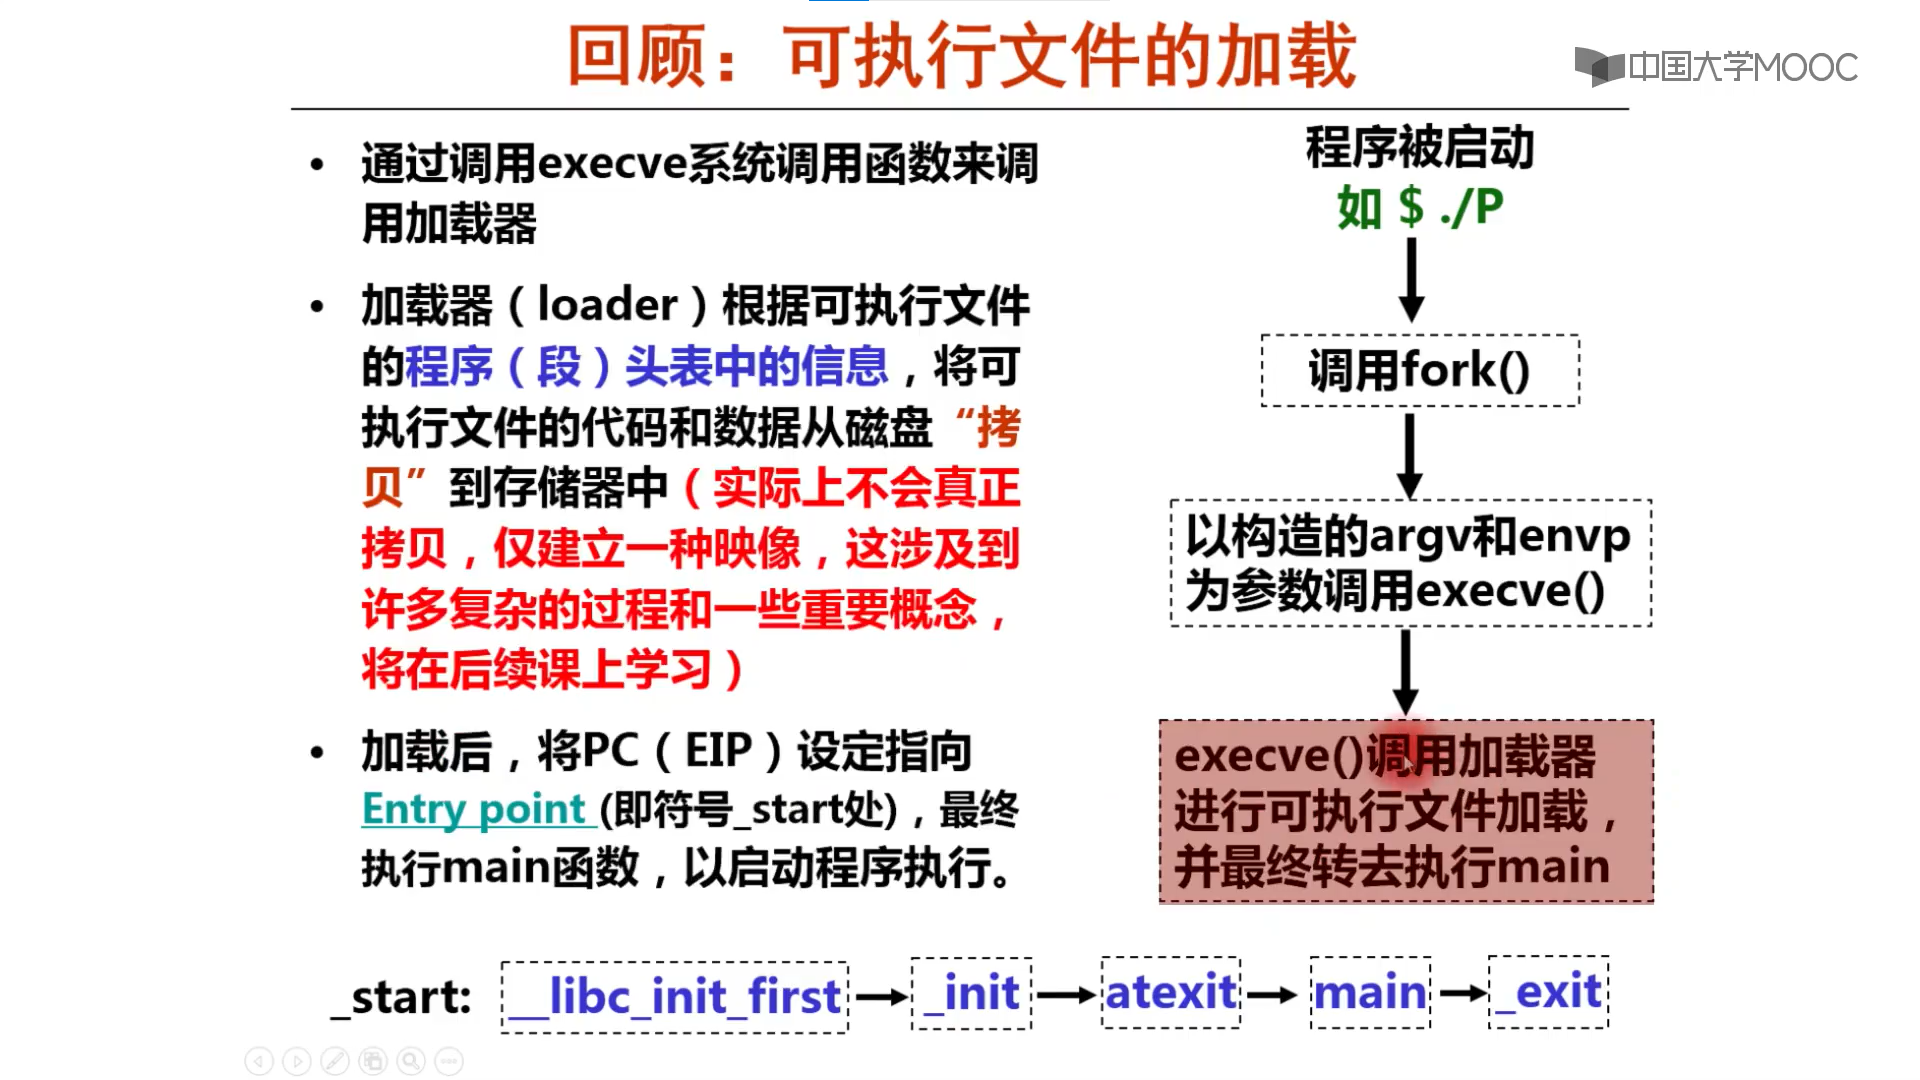 回顾：可执行文件的加载
中国大学MOOC
• 通过调用execve系统调用函数来调
用加载器
• 加载器（loader）根据可执行文件
的程序（段）头表中的信息，将可
执行文件的代码和数据从磁盘“拷
贝”到存储器中（实际上不会真正
拷贝，仅建立一种映像，这涉及到
许多复杂的过程和一些重要概念，
将在后续课上学习）
• 加载后，将PC（EIP）设定指向
Entry point (即符号_start处)，最终
执行main函数，以启动程序执行。
程序被启动
如 $ ./P
调用fork()
以构造的argv和envp
为参数调用execve()
execve()调用加载器
进行可执行文件加载，
并最终转去执行main
_start: __libc_init_first _init atexit main _exit